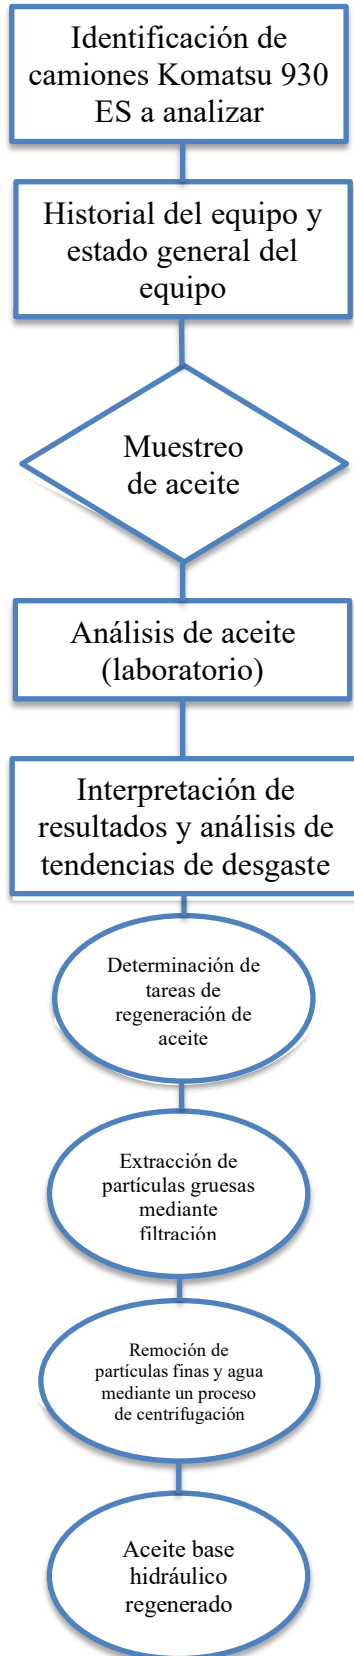 Identificación de
camiones Komatsu 930
ES a analizar
Historial del equipo y
estado general del
equipo
Muestreo
de aceite
Análisis de aceite
(laboratorio)
Interpretación de
resultados y análisis de
tendencias de desgaste
Determinación de
tareas de
regeneración de
aceite
Extracción de
partículas gruesas
mediante
filtración
Remoción de
partículas finas y agua
mediante un proceso
de centrifugación
Aceite base
hidráulico
regenerado